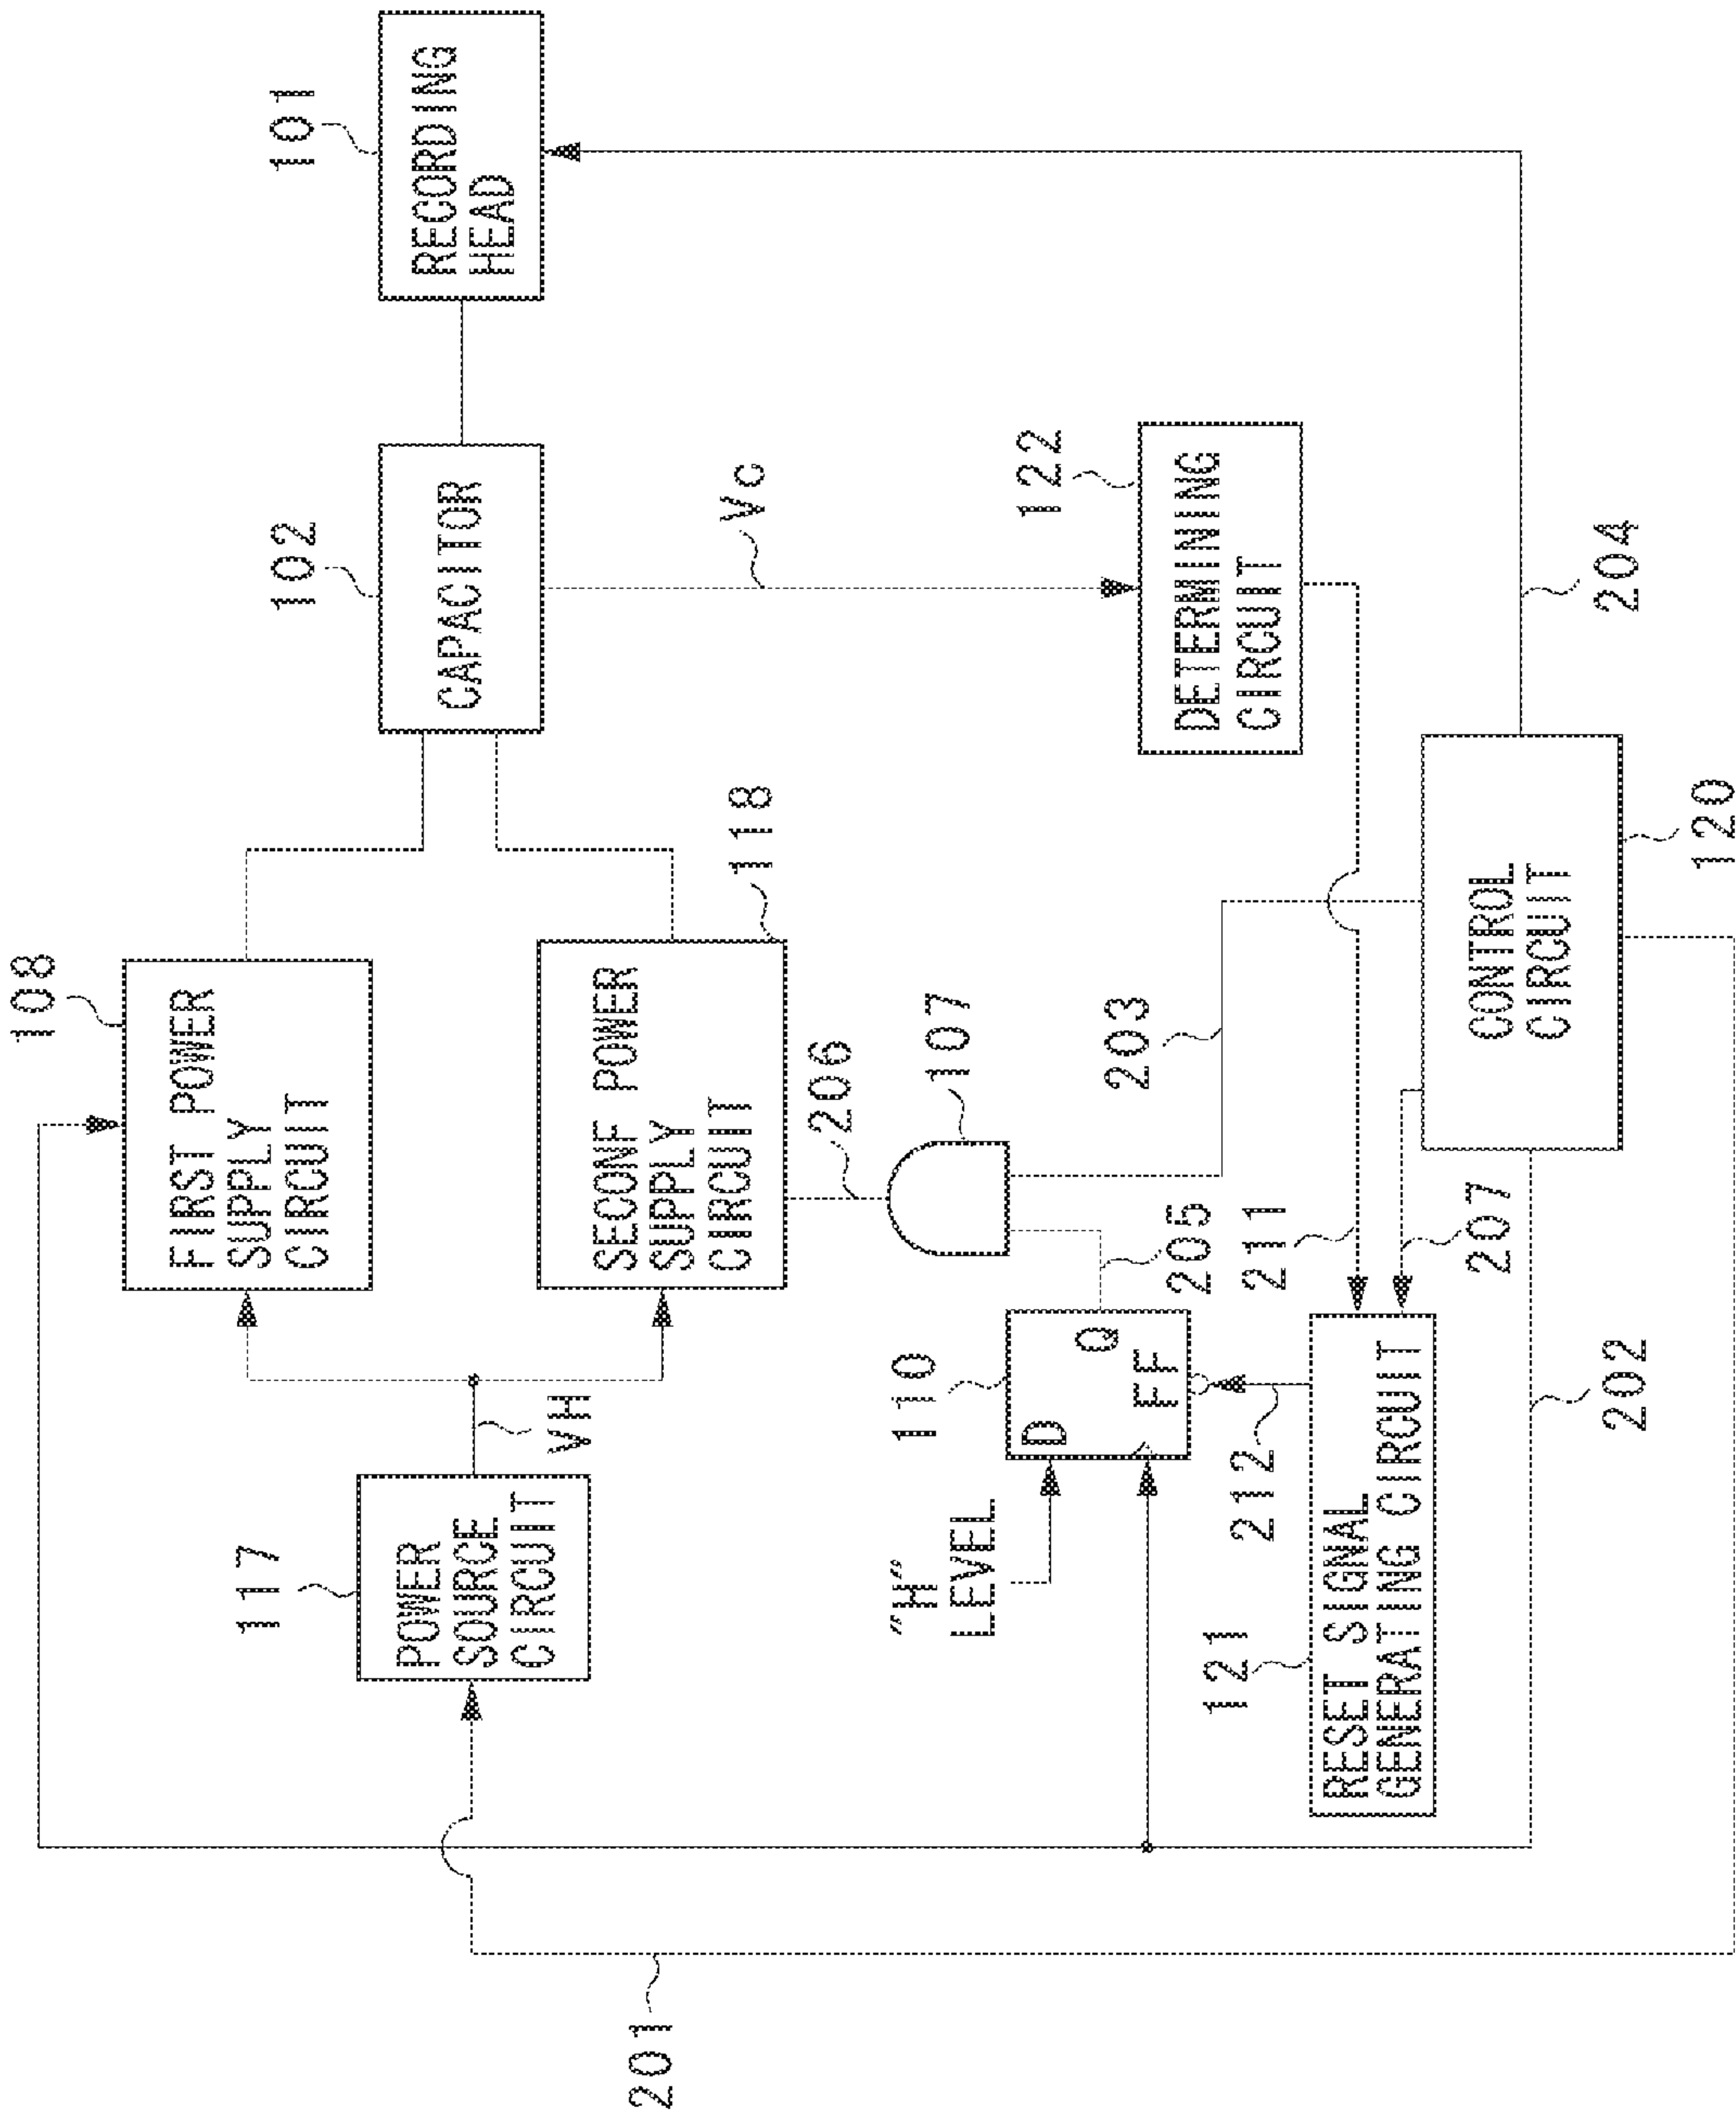 101
RECORDING
HEAD
102
CAPACITOR
Vc
122
DETERMINING
CIRCUIT
204
108
FIRST POWER
SUPPLY
CIRCUIT
118
SECONF POWER
SUPPLY
CIRCUIT
206
107
203
CONTROL
CIRCUIT
120
117
POWER
SOURCE
CIRCUIT
VH
110
D
Q
FF
"H"
LEVEL
205
211
207
212
202
121
RESET SIGNAL
GENERATING CIRCUIT
201